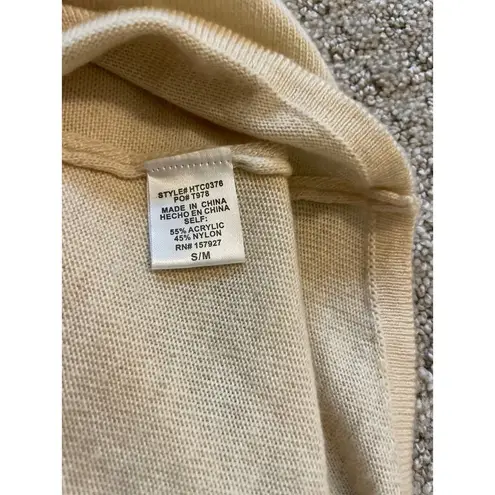 STYLE# HTC0376
PO# T978
MADE IN CHINA
HECHO EN CHINA
SELF:
55% ACRYLIC
45% NYLON
RN# 157927
S/M